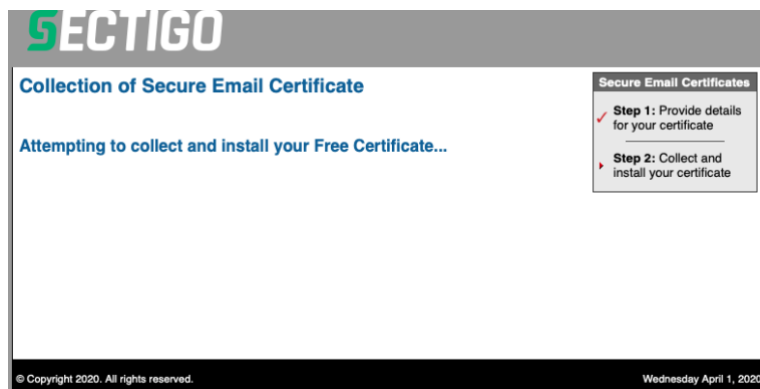 SECTIGO
Collection of Secure Email Certificate
Attempting to collect and install your Free Certificate...
Secure Email Certificates
Step 1: Provide details
for your certificate
Step 2: Collect and
install your certificate
© Copyright 2020. All rights reserved.
Wednesday April 1, 2020